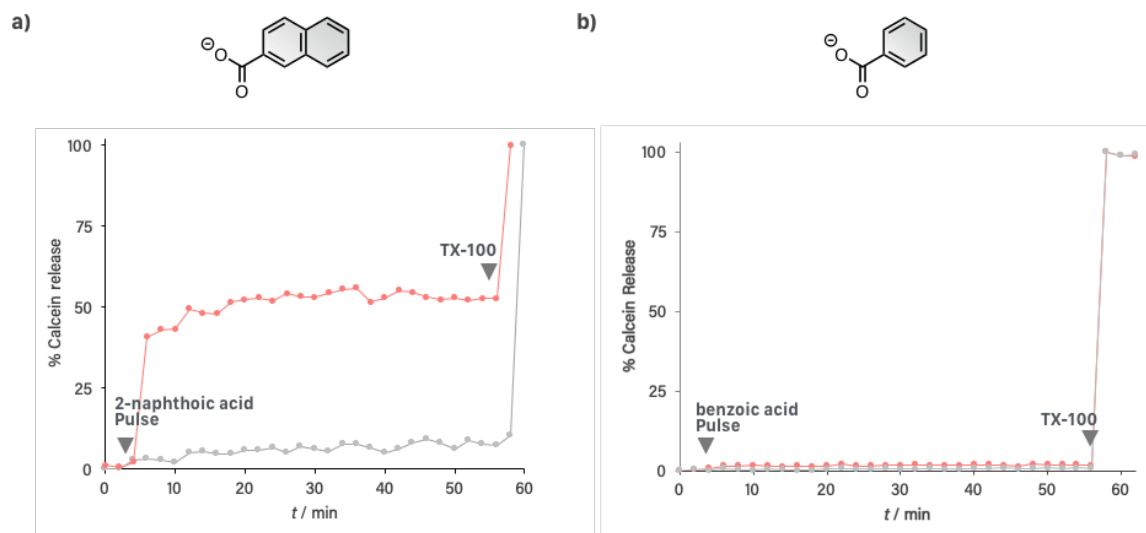 a)
⊖
O
O
% Calcein release
100
75
50
25
0
2-naphthoic acid
Pulse
TX-100
0 10 20 30 40 50 60
t / min
b)
⊖
O
O
% Calcein Release
100
75
50
25
0
benzoic acid
Pulse
TX-100
0 10 20 30 40 50 60
t / min